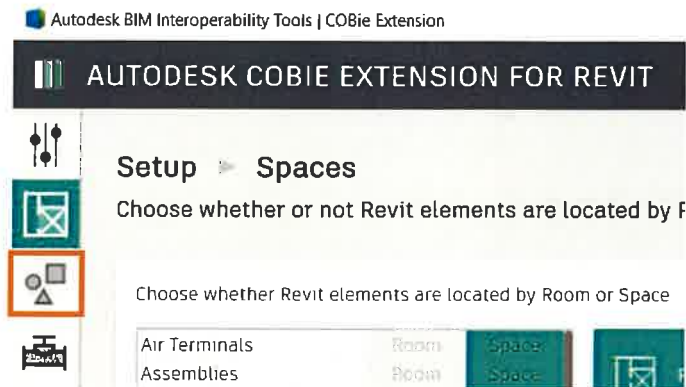 Autodesk BIM Interoperability Tools | COBie Extension
AUTODESK COBIE EXTENSION FOR REVIT
Setup ► Spaces
Choose whether or not Revit elements are located by
Choose whether Revit elements are located by Room or Space
Air Terminals Room Space
Assemblies Room Space